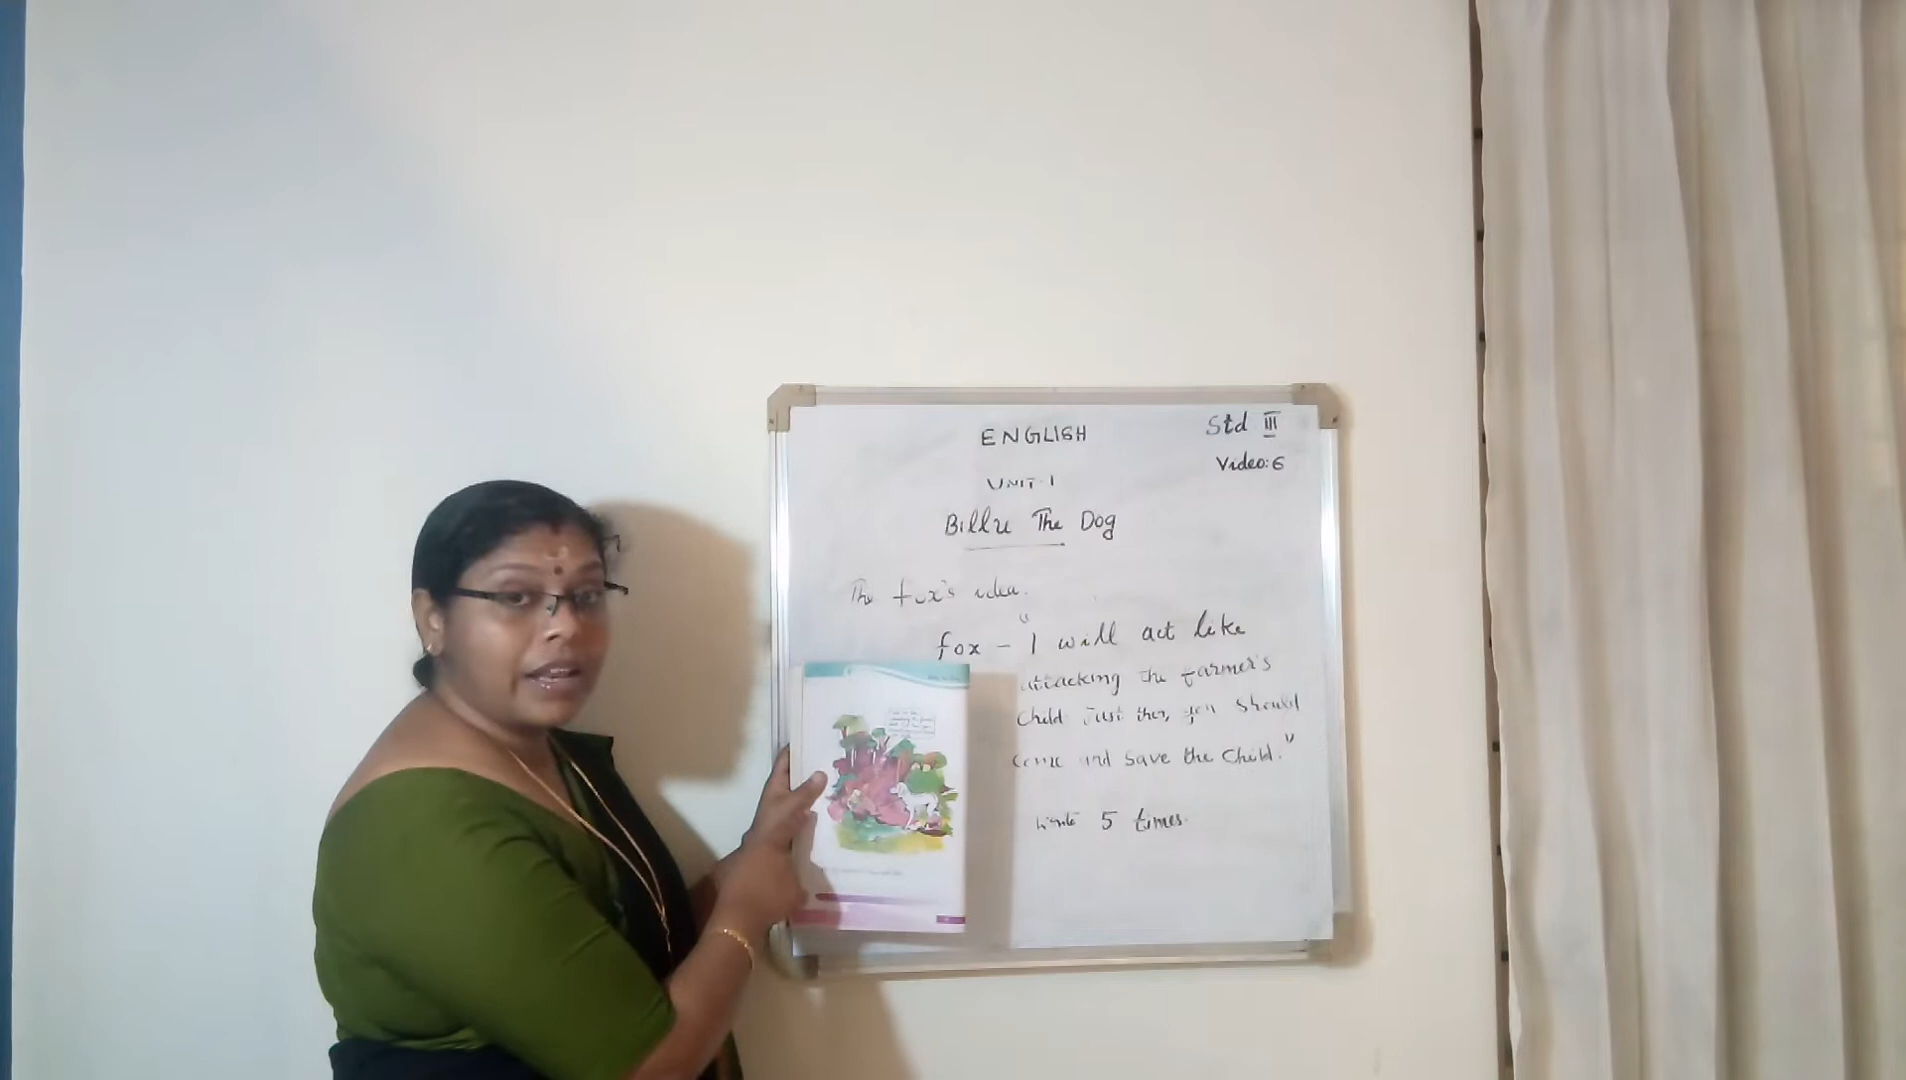 ENGLISH
Std III
Video: 6
UNIT-1
Billu The Dog
The fox's idea.
fox - "I will act like
attacking the farmer's
child Just then, you should
come and save the child."
write 5 times.